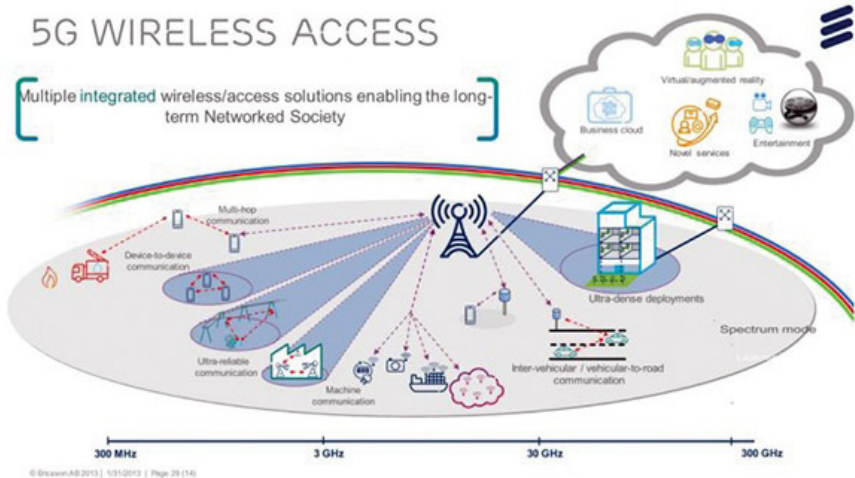 5G WIRELESS ACCESS
Multiple integrated wireless/access solutions enabling the long-
term Networked Society
Virtual/augmented reality
Business cloud
Novel services
Entertainment
Multi-hop
communication
Device-to-device
communication
Ultra-reliable
communication
Machine
communication
Inter-vehicular / vehicular-to-road
communication
Ultra-dense deployments
Spectrum mode
300 MHz
3 GHz
30 GHz
300 GHz
© Ericsson AB 2013 | 1/31/2013 | Page 28 (14)